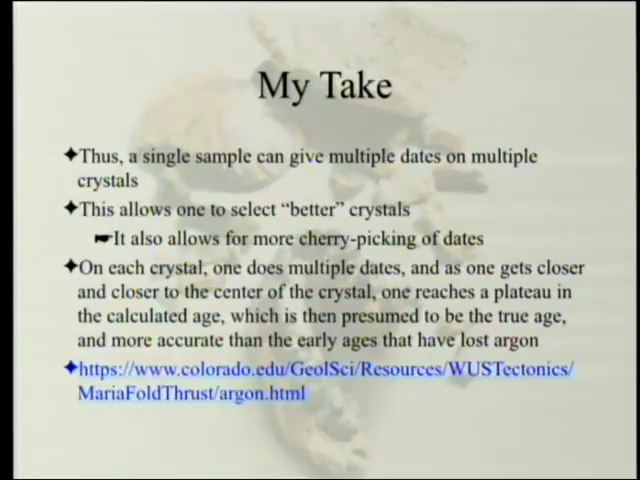 My Take
✦Thus, a single sample can give multiple dates on multiple
crystals
✦This allows one to select “better” crystals
☛It also allows for more cherry-picking of dates
✦On each crystal, one does multiple dates, and as one gets closer
and closer to the center of the crystal, one reaches a plateau in
the calculated age, which is then presumed to be the true age,
and more accurate than the early ages that have lost argon
✦https://www.colorado.edu/GeolSci/Resources/WUSTectonics/
MariaFoldThrust/argon.html